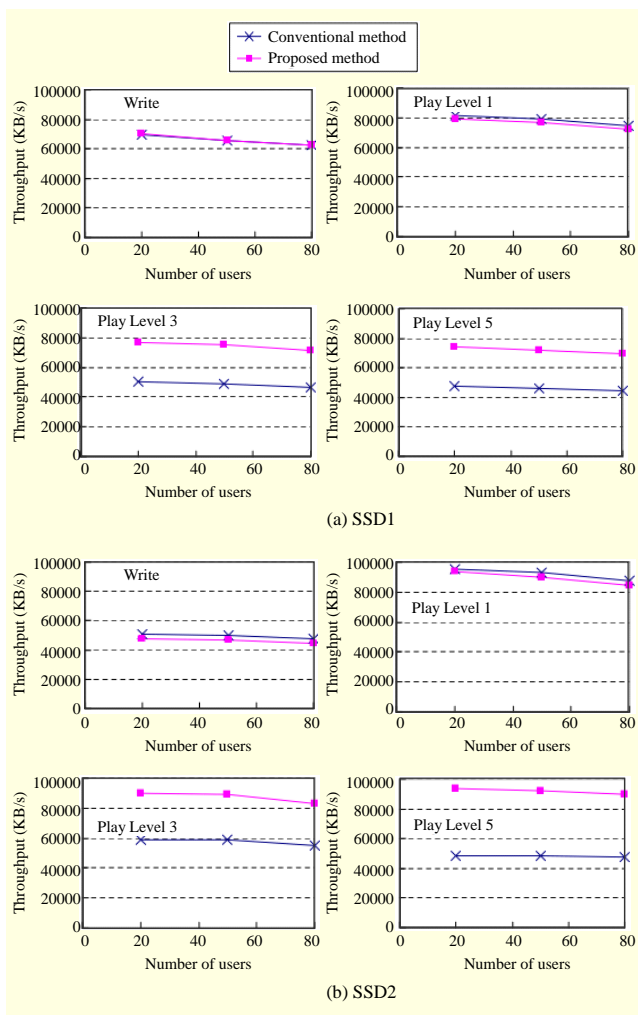 Conventional method
Proposed method
Write
Throughput (KB/s)
100000
80000
60000
40000
20000
0
0 20 40 60 80
Number of users
Play Level 1
Throughput (KB/s)
100000
80000
60000
40000
20000
0
0 20 40 60 80
Number of users
Play Level 3
Throughput (KB/s)
100000
80000
60000
40000
20000
0
0 20 40 60 80
Number of users
Play Level 5
Throughput (KB/s)
100000
80000
60000
40000
20000
0
0 20 40 60 80
Number of users
(a) SSD1
Write
Throughput (KB/s)
100000
80000
60000
40000
20000
0
0 20 40 60 80
Number of users
Play Level 1
Throughput (KB/s)
100000
80000
60000
40000
20000
0
0 20 40 60 80
Number of users
Play Level 3
Throughput (KB/s)
100000
80000
60000
40000
20000
0
0 20 40 60 80
Number of users
Play Level 5
Throughput (KB/s)
100000
80000
60000
40000
20000
0
0 20 40 60 80
Number of users
(b) SSD2